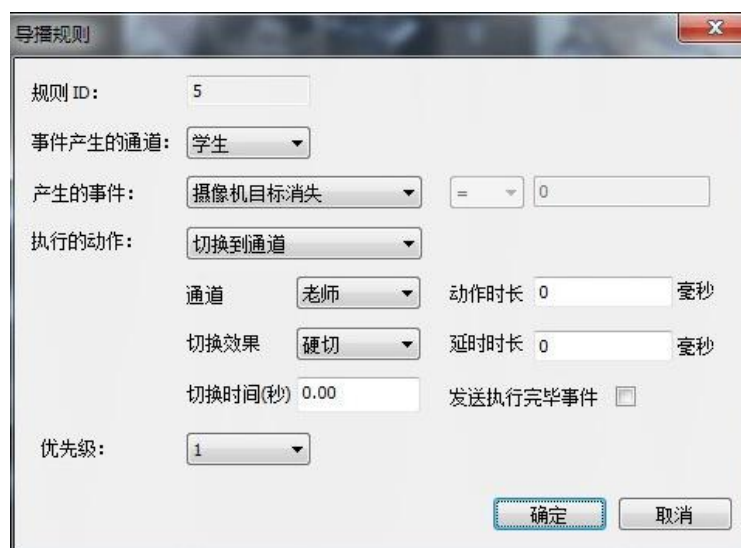 导播规则
规则 ID： 5
事件产生的通道： 学生
产生的事件： 摄像机目标消失 = 0
执行的动作： 切换到通道
通道 老师 动作时长 0 毫秒
切换效果 硬切 延时时长 0 毫秒
切换时间(秒) 0.00 发送执行完毕事件
优先级： 1
确定 取消